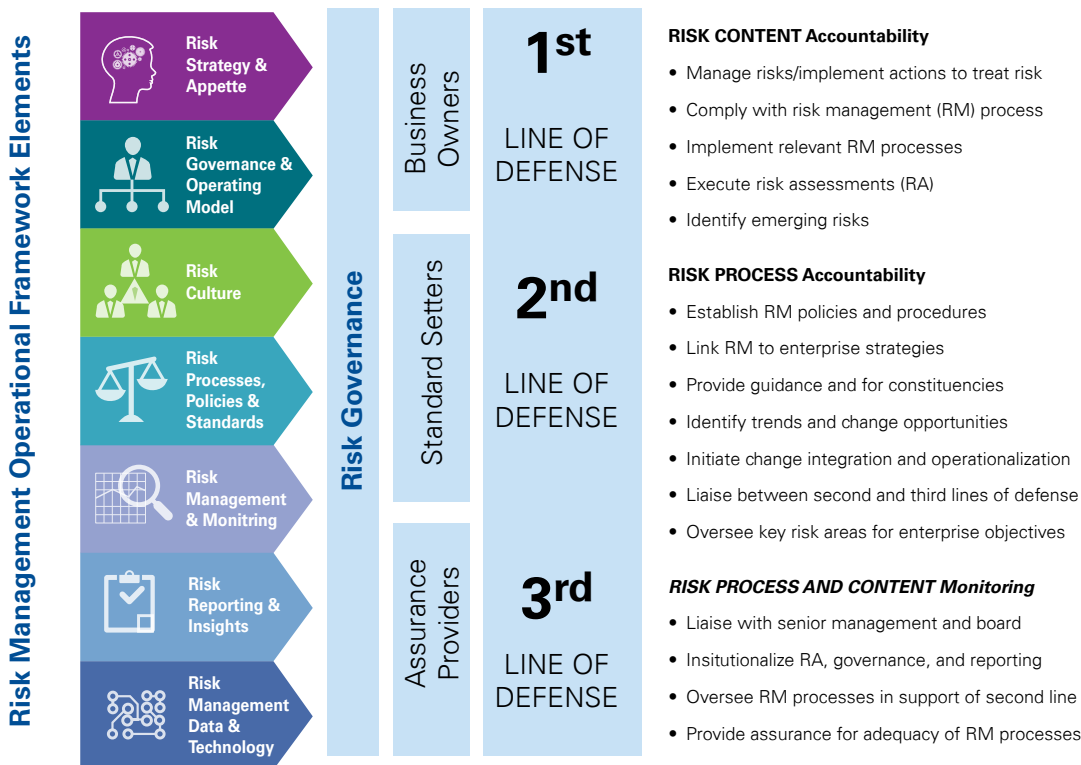 Risk Management Operational Framework Elements
Risk
Strategy &
Appette
Risk
Governance &
Operating
Model
Risk
Culture
Risk
Processes,
Policies &
Standards
Risk
Management
& Monitring
Risk
Reporting &
Insights
Risk
Management
Data &
Technology
Risk Governance
Business
Owners
Standard Setters
Assurance
Providers
1st
LINE OF
DEFENSE
2nd
LINE OF
DEFENSE
3rd
LINE OF
DEFENSE
RISK CONTENT Accountability
• Manage risks/implement actions to treat risk
• Comply with risk management (RM) process
• Implement relevant RM processes
• Execute risk assessments (RA)
• Identify emerging risks
RISK PROCESS Accountability
• Establish RM policies and procedures
• Link RM to enterprise strategies
• Provide guidance and for constituencies
• Identify trends and change opportunities
• Initiate change integration and operationalization
• Liaise between second and third lines of defense
• Oversee key risk areas for enterprise objectives
RISK PROCESS AND CONTENT Monitoring
• Liaise with senior management and board
• Insitutionalize RA, governance, and reporting
• Oversee RM processes in support of second line
• Provide assurance for adequacy of RM processes